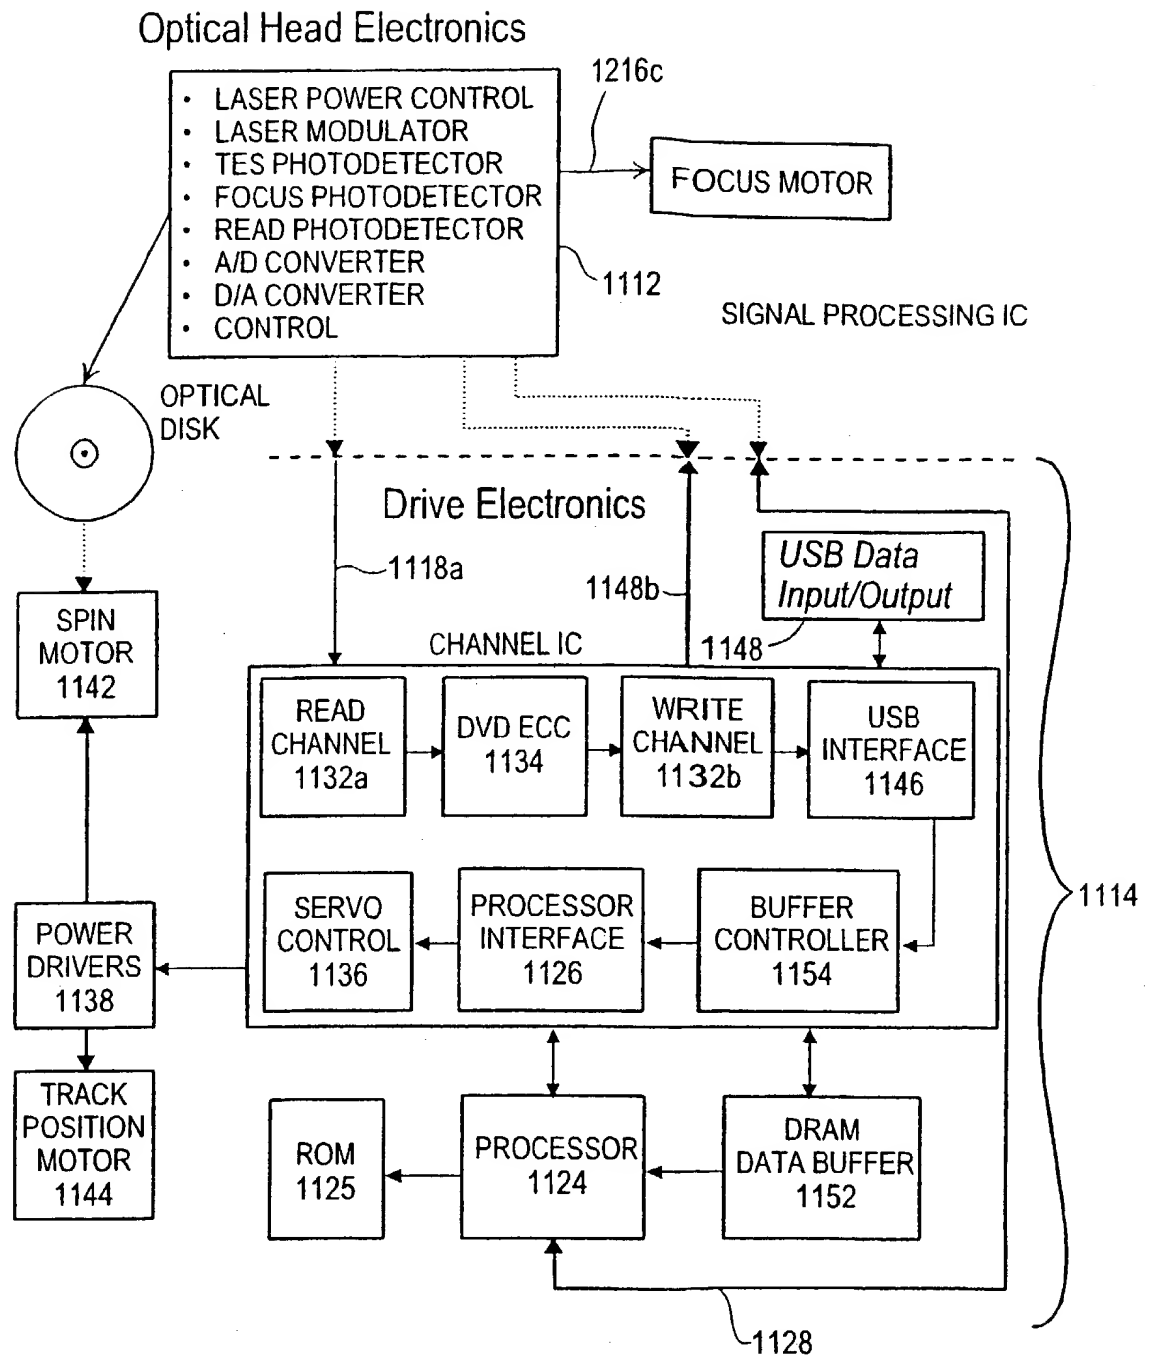 Optical Head Electronics
• LASER POWER CONTROL
• LASER MODULATOR
• TES PHOTODETECTOR
• FOCUS PHOTODETECTOR
• READ PHOTODETECTOR
• A/D CONVERTER
• D/A CONVERTER
• CONTROL
1216c
FOCUS MOTOR
1112
SIGNAL PROCESSING IC
OPTICAL
DISK
Drive Electronics
1118a
1148b
USB Data
Input/Output
1148
CHANNEL IC
SPIN
MOTOR
1142
READ
CHANNEL
1132a
DVD ECC
1134
WRITE
CHANNEL
1132b
USB
INTERFACE
1146
SERVO
CONTROL
1136
PROCESSOR
INTERFACE
1126
BUFFER
CONTROLLER
1154
1114
POWER
DRIVERS
1138
TRACK
POSITION
MOTOR
1144
ROM
1125
PROCESSOR
1124
DRAM
DATA BUFFER
1152
1128